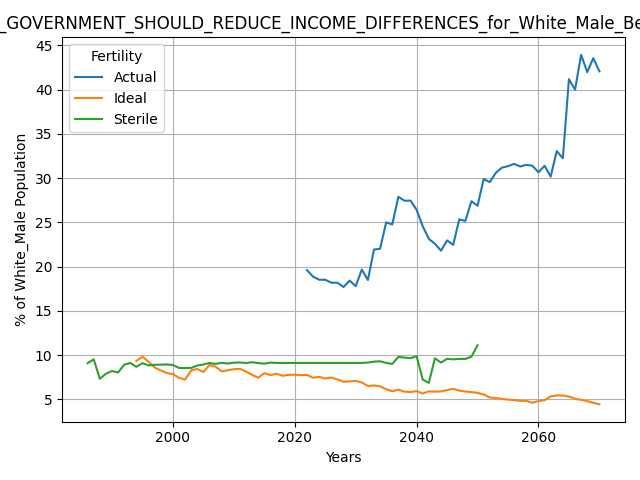 _GOVERNMENT_SHOULD_REDUCE_INCOME_DIFFERENCES_for_White_Male_Be
45
40
35
30
25
20
15
10
5
% of White_Male Population
Fertility
Actual
Ideal
Sterile
2000
2020
2040
2060
Years